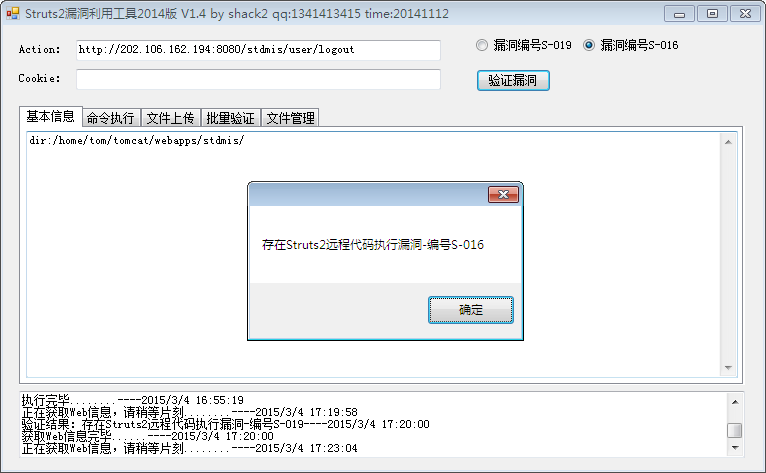 Struts2漏洞利用工具2014版 V1.4 by shack2 qq:1341413415 time:20141112
Action: http://202.106.162.194:8080/stdmis/user/logout 漏洞编号S-019 漏洞编号S-016
Cookie: 验证漏洞
基本信息 命令执行 文件上传 批量验证 文件管理
dir:/home/tom/tomcat/webapps/stdmis/
存在Struts2远程代码执行漏洞-编号S-016
确定
执行完毕........----2015/3/4 16:55:19
正在获取Web信息，请稍等片刻........----2015/3/4 17:19:58
验证结果：存在Struts2远程代码执行漏洞-编号S-019----2015/3/4 17:20:00
获取Web信息完毕......----2015/3/4 17:20:00
正在获取Web信息，请稍等片刻........----2015/3/4 17:23:04